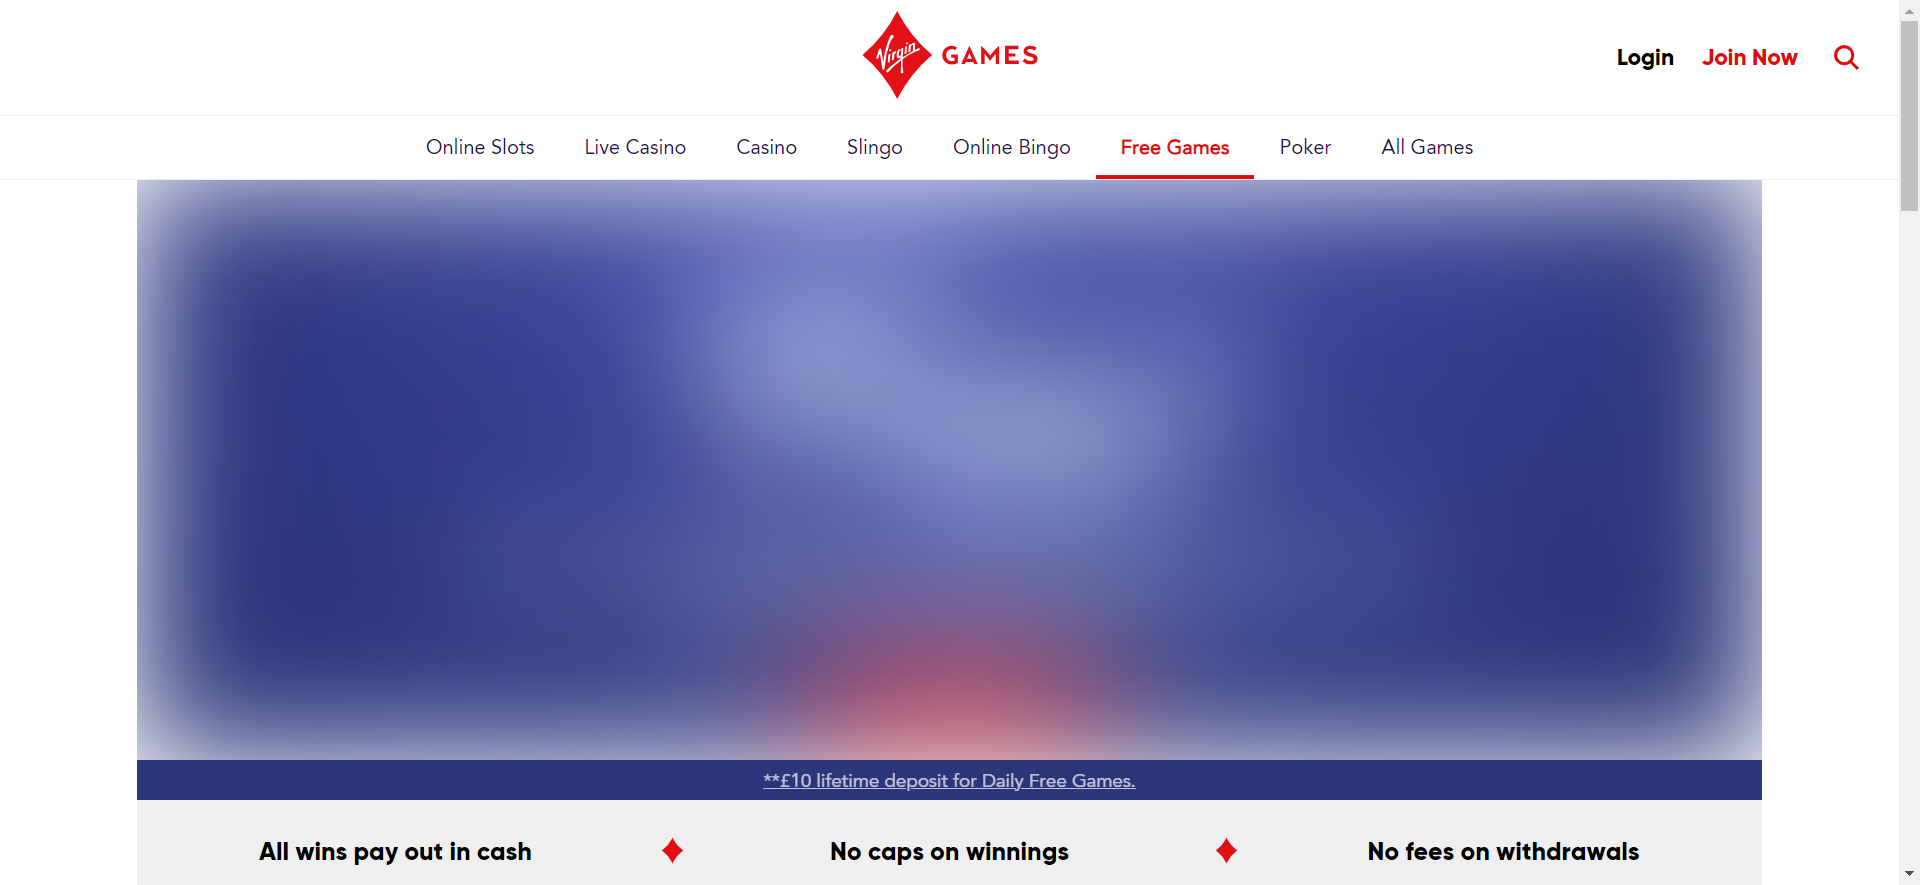 Virgin GAMES
Login Join Now
Online Slots Live Casino Casino Slingo Online Bingo Free Games Poker All Games
**£10 lifetime deposit for Daily Free Games.
All wins pay out in cash No caps on winnings No fees on withdrawals